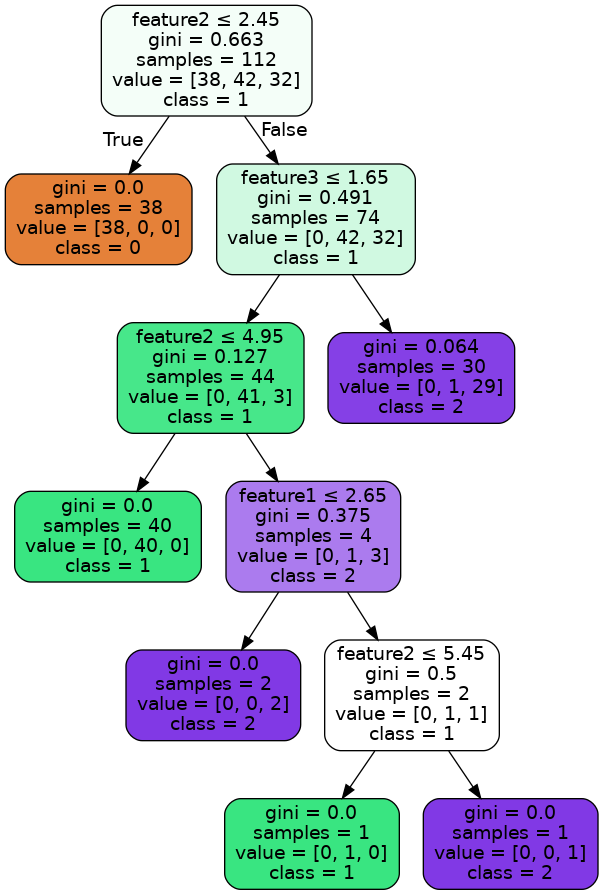 feature2 ≤ 2.45
gini = 0.663
samples = 112
value = [38, 42, 32]
class = 1
True
False
gini = 0.0
samples = 38
value = [38, 0, 0]
class = 0
feature3 ≤ 1.65
gini = 0.491
samples = 74
value = [0, 42, 32]
class = 1
feature2 ≤ 4.95
gini = 0.127
samples = 44
value = [0, 41, 3]
class = 1
gini = 0.064
samples = 30
value = [0, 1, 29]
class = 2
gini = 0.0
samples = 40
value = [0, 40, 0]
class = 1
feature1 ≤ 2.65
gini = 0.375
samples = 4
value = [0, 1, 3]
class = 2
gini = 0.0
samples = 2
value = [0, 0, 2]
class = 2
feature2 ≤ 5.45
gini = 0.5
samples = 2
value = [0, 1, 1]
class = 1
gini = 0.0
samples = 1
value = [0, 1, 0]
class = 1
gini = 0.0
samples = 1
value = [0, 0, 1]
class = 2